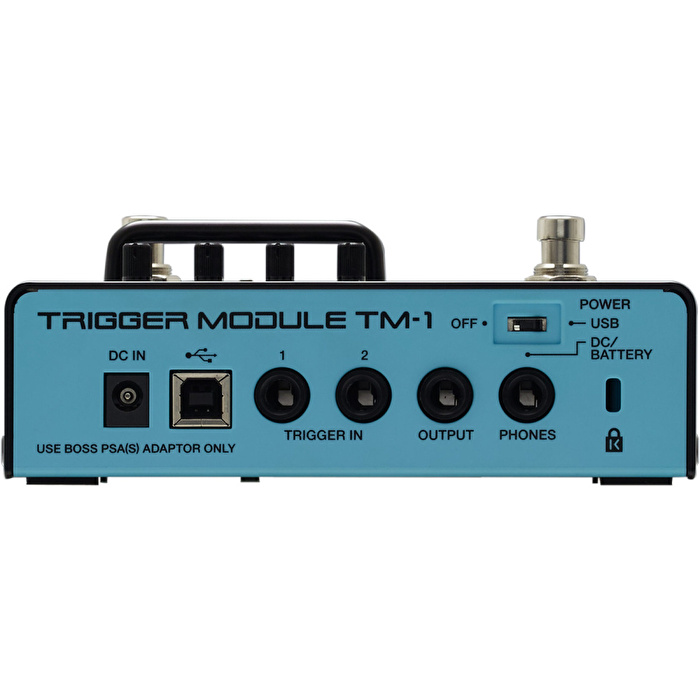 TRIGGER MODULE TM-1
POWER
OFF
USB
DC/
BATTERY
DC IN
1
2
TRIGGER IN
OUTPUT
PHONES
USE BOSS PSA(S) ADAPTOR ONLY
K